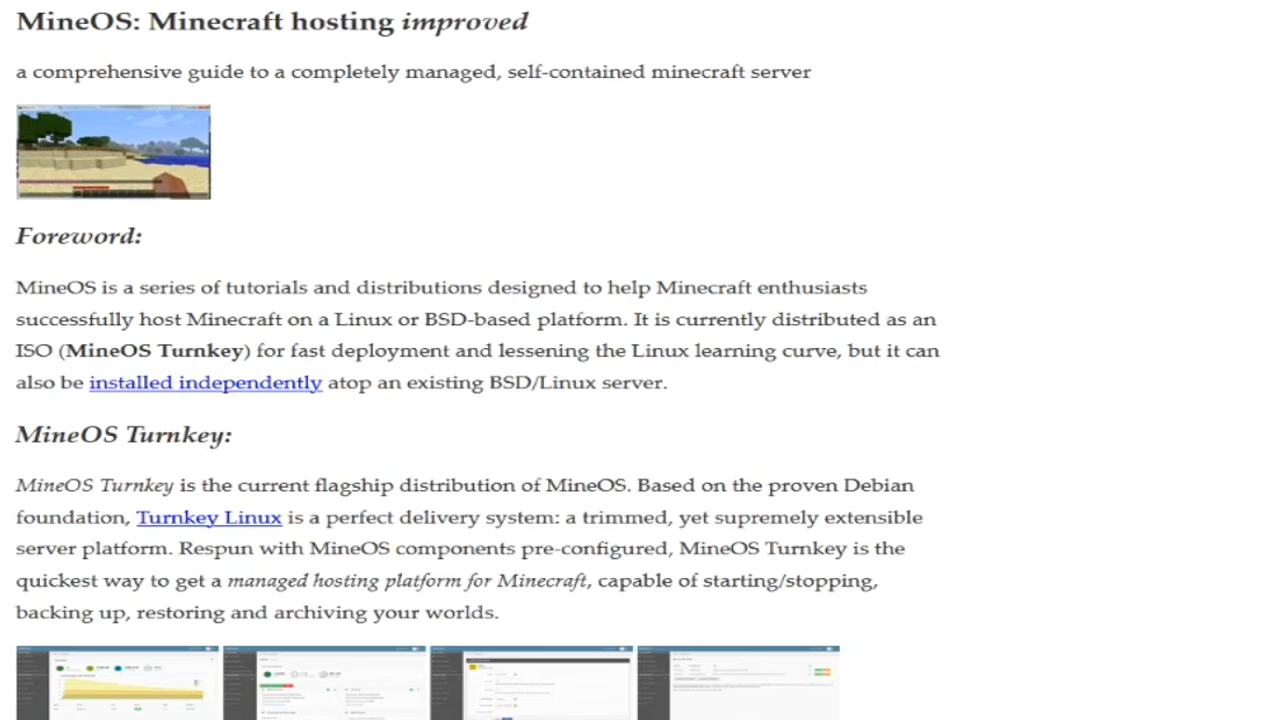 MineOS: Minecraft hosting improved
a comprehensive guide to a completely managed, self-contained minecraft server
Foreword:
MineOS is a series of tutorials and distributions designed to help Minecraft enthusiasts
successfully host Minecraft on a Linux or BSD-based platform. It is currently distributed as an
ISO (MineOS Turnkey) for fast deployment and lessening the Linux learning curve, but it can
also be installed independently atop an existing BSD/Linux server.
MineOS Turnkey:
MineOS Turnkey is the current flagship distribution of MineOS. Based on the proven Debian
foundation, Turnkey Linux is a perfect delivery system: a trimmed, yet supremely extensible
server platform. Respun with MineOS components pre-configured, MineOS Turnkey is the
quickest way to get a managed hosting platform for Minecraft, capable of starting/stopping,
backing up, restoring and archiving your worlds.